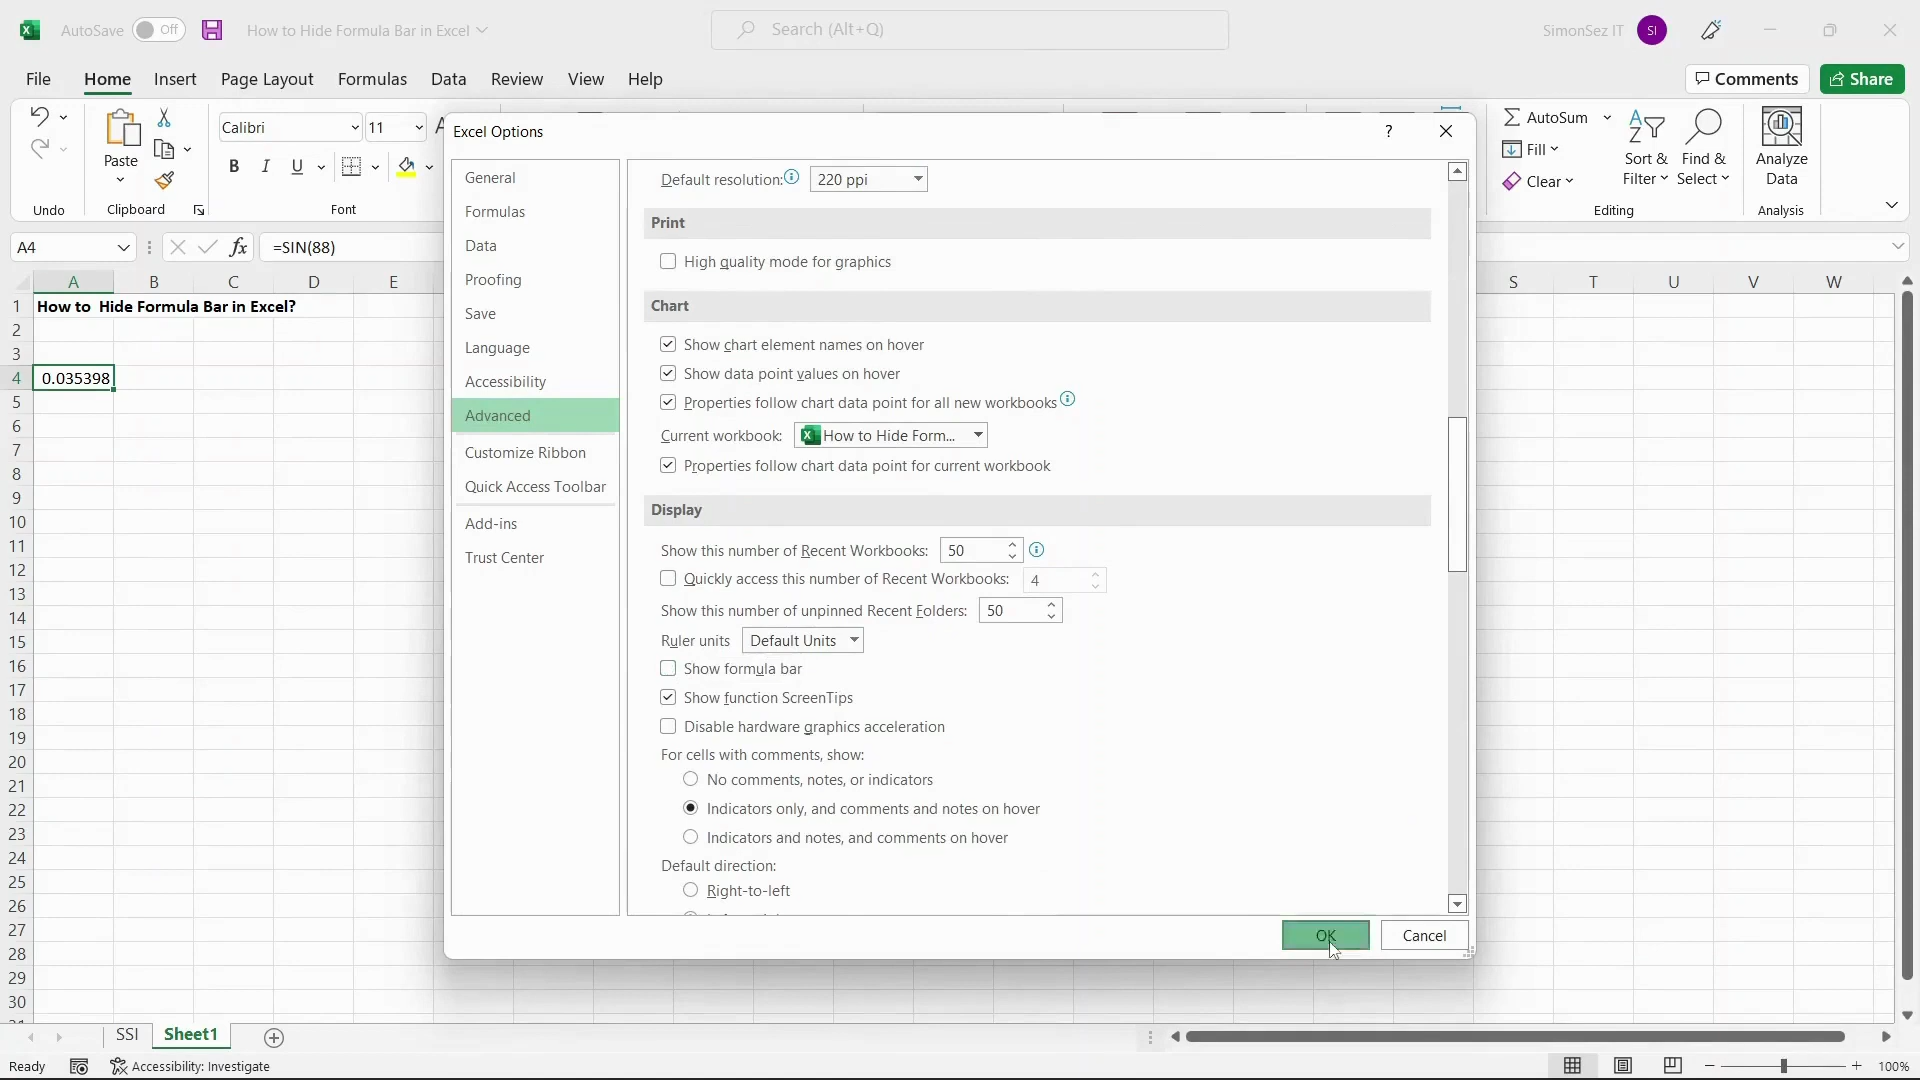 AutoSave Off How to Hide Formula Bar in Excel Search (Alt+Q) SimonSez IT SI
File Home Insert Page Layout Formulas Data Review View Help Comments Share
Paste
Undo
Clipboard
Calibri 11
B I U
Font
AutoSum
Fill
Clear
Sort & Filter
Find & Select
Editing
Analyze Data
Analysis
A4 fx =SIN(88)
A B C D E S T U V W
1 How to Hide Formula Bar in Excel?
2
3
4 0.035398
5
6
7
8
9
10
11
12
13
14
15
16
17
18
19
20
21
22
23
24
25
26
27
28
29
30
Excel Options ?
General
Formulas
Data
Proofing
Save
Language
Accessibility
Advanced
Customize Ribbon
Quick Access Toolbar
Add-ins
Trust Center
Default resolution: 220 ppi
Print
High quality mode for graphics
Chart
Show chart element names on hover
Show data point values on hover
Properties follow chart data point for all new workbooks
Current workbook: How to Hide Form...
Properties follow chart data point for current workbook
Display
Show this number of Recent Workbooks: 50
Quickly access this number of Recent Workbooks: 4
Show this number of unpinned Recent Folders: 50
Ruler units Default Units
Show formula bar
Show function ScreenTips
Disable hardware graphics acceleration
For cells with comments, show:
No comments, notes, or indicators
Indicators only, and comments and notes on hover
Indicators and notes, and comments on hover
Default direction:
Right-to-left
OK Cancel
SSI Sheet1
Ready Accessibility: Investigate 100%